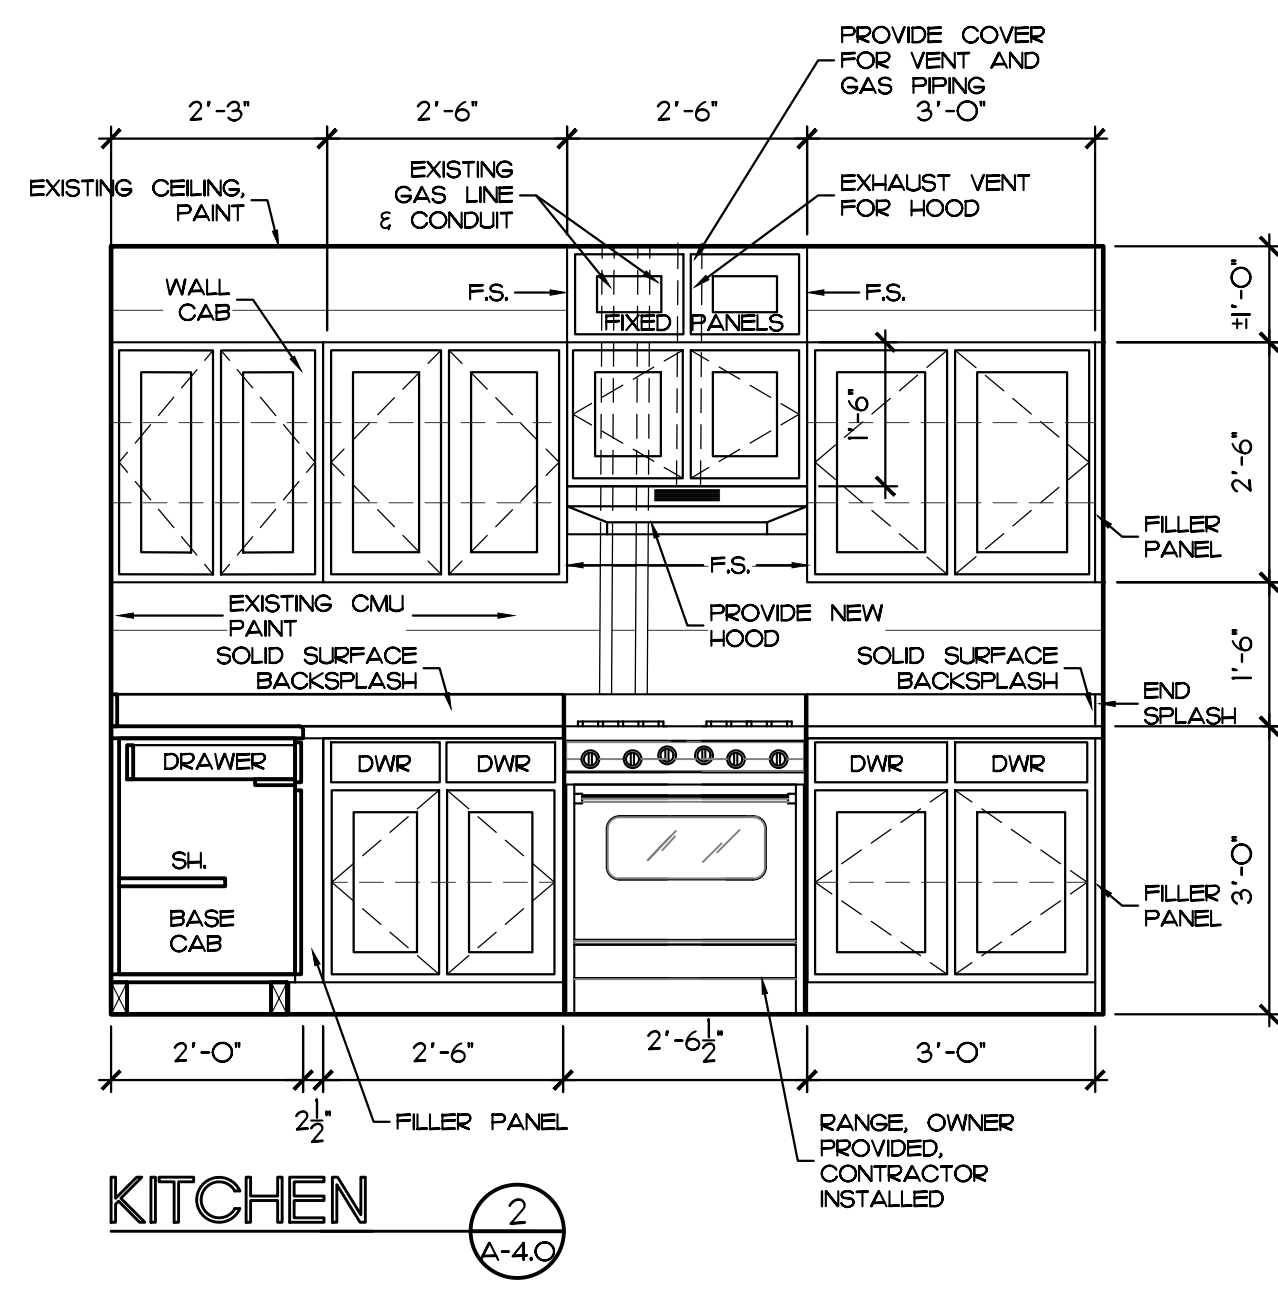 PROVIDE COVER
FOR VENT AND
GAS PIPING
2'-3"
2'-6"
2'-6"
3'-0"
EXISTING
GAS LINE
& CONDUIT
EXISTING CEILING,
PAINT
EXHAUST VENT
FOR HOOD
WALL
CAB
F.S.
F.S.
FIXED PANELS
±1'-0"
1'-6"
2'-6"
FILLER
PANEL
F.S.
EXISTING CMU
PAINT
PROVIDE NEW
HOOD
SOLID SURFACE
BACKSPLASH
SOLID SURFACE
BACKSPLASH
1'-6"
END
SPLASH
DRAWER
DWR
DWR
DWR
DWR
SH.
BASE
CAB
3'-0"
FILLER
PANEL
2'-0"
2'-6"
2'-6½"
3'-0"
2½"
FILLER PANEL
RANGE, OWNER
PROVIDED,
CONTRACTOR
INSTALLED
KITCHEN
2
A-4.0